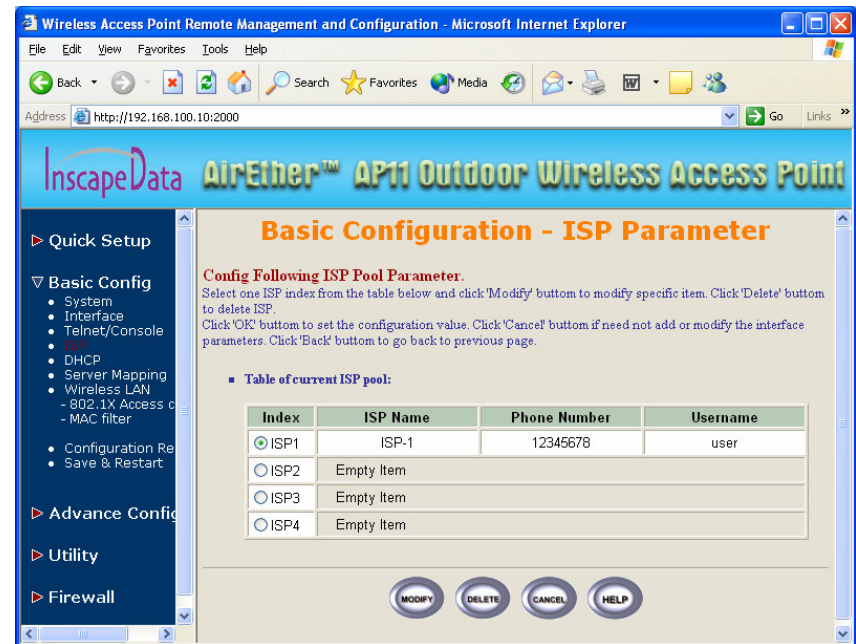 Wireless Access Point Remote Management and Configuration - Microsoft Internet Explorer
File Edit View Favorites Tools Help
Back Search Favorites Media
Address http://192.168.100.10:2000 Go Links »
InscapeData AirEther™ AP11 Outdoor Wireless Access Point
Quick Setup
Basic Config
System
Interface
Telnet/Console
ISP
DHCP
Server Mapping
Wireless LAN
- 802.1X Access c
- MAC filter
Configuration Re
Save & Restart
Advance Config
Utility
Firewall
Basic Configuration - ISP Parameter
Config Following ISP Pool Parameter.
Select one ISP index from the table below and click 'Modify' buttom to modify specific item. Click 'Delete' buttom
to delete ISP.
Click 'OK' buttom to set the configuration value. Click 'Cancel' buttom if need not add or modify the interface
parameters. Click 'Back' buttom to go back to previous page.
Table of current ISP pool:
Index ISP Name Phone Number Username
ISP1 ISP-1 12345678 user
ISP2 Empty Item
ISP3 Empty Item
ISP4 Empty Item
MODIFY DELETE CANCEL HELP